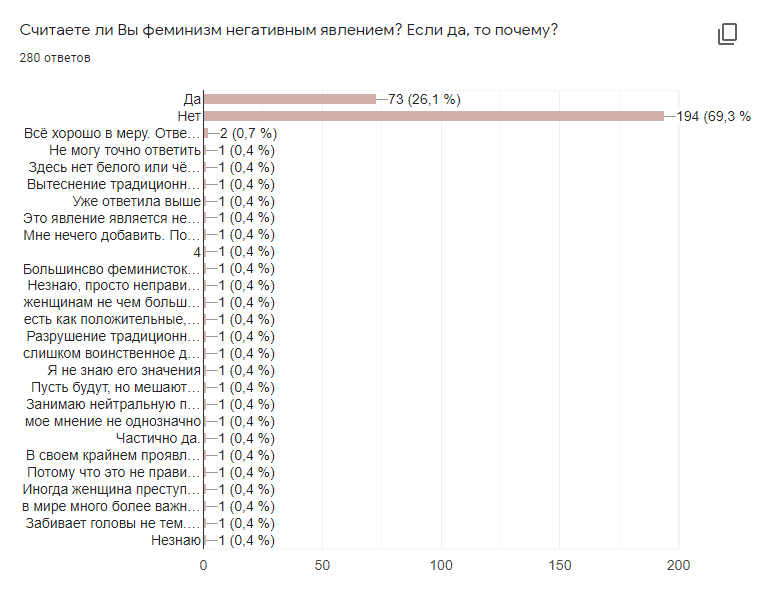 Считаете ли Вы феминизм негативным явлением? Если да, то почему?
280 ответов
Да 73 (26,1 %)
Нет 194 (69,3 %
Всё хорошо в меру. Отве… 2 (0,7 %)
Не могу точно ответить 1 (0,4 %)
Здесь нет белого или чё… 1 (0,4 %)
Вытеснение традиционн… 1 (0,4 %)
Уже ответила выше 1 (0,4 %)
Это явление является не… 1 (0,4 %)
Мне нечего добавить. По… 1 (0,4 %)
4 1 (0,4 %)
Большинсво феминисток… 1 (0,4 %)
Незнаю, просто неправи… 1 (0,4 %)
женщинам не чем больш… 1 (0,4 %)
есть как положительные,… 1 (0,4 %)
Разрушение традиционн… 1 (0,4 %)
слишком воинственное д… 1 (0,4 %)
Я не знаю его значения 1 (0,4 %)
Пусть будут, но мешают… 1 (0,4 %)
Занимаю нейтральную п… 1 (0,4 %)
мое мнение не однозначно 1 (0,4 %)
Частично да. 1 (0,4 %)
В своем крайнем проявл… 1 (0,4 %)
Потому что это не прави… 1 (0,4 %)
Иногда женщина преступ… 1 (0,4 %)
в мире много более важн… 1 (0,4 %)
Забивает головы не тем.… 1 (0,4 %)
Незнаю 1 (0,4 %)
0 50 100 150 200